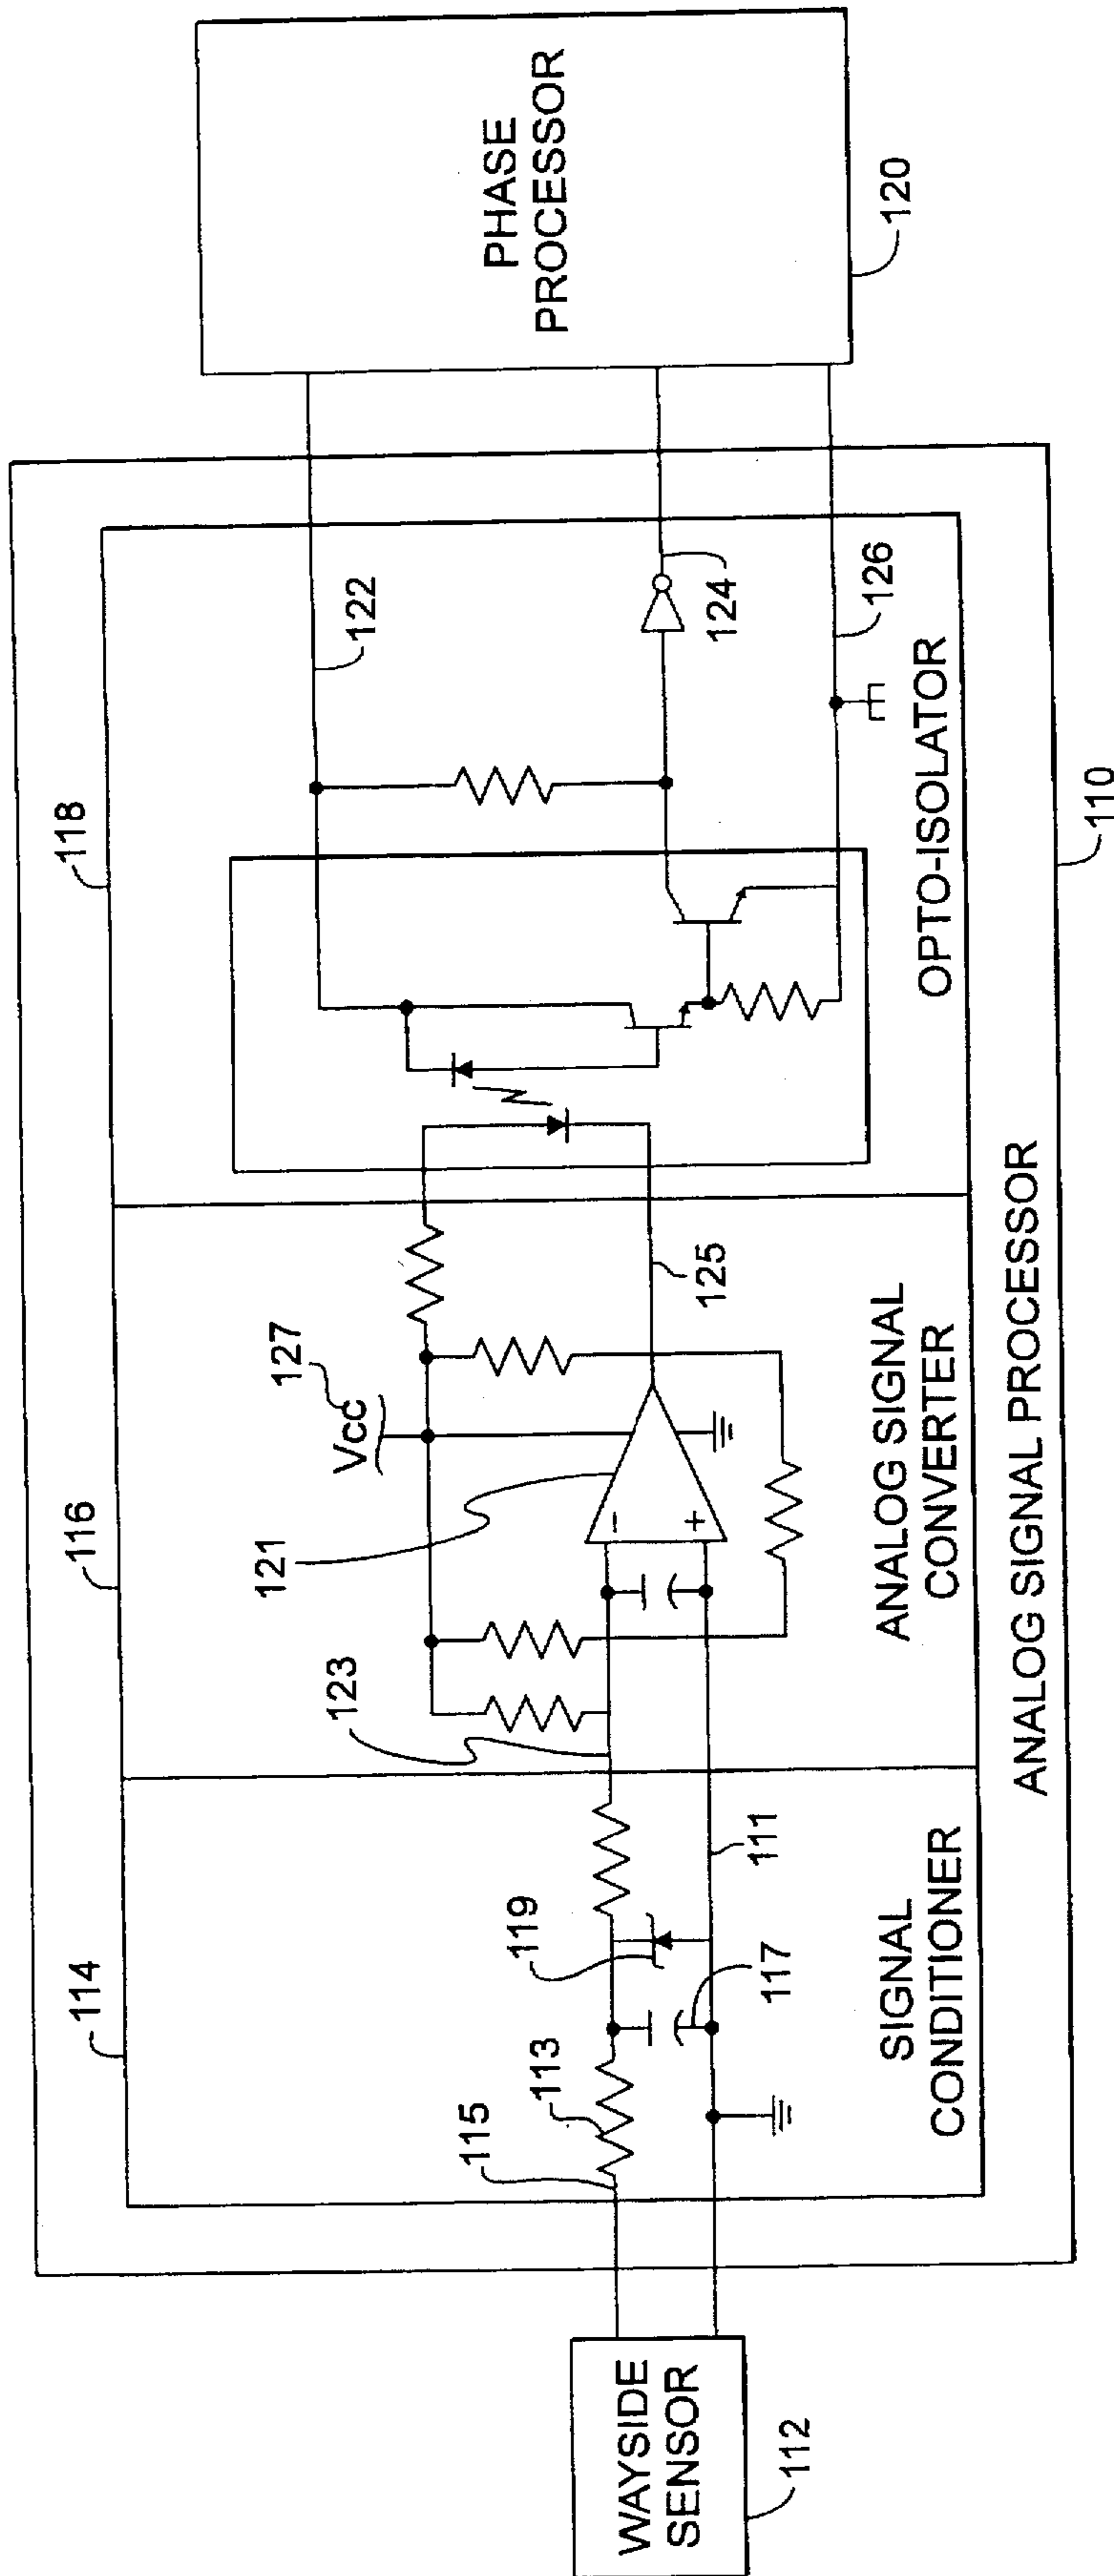 114
116
118
122
127
Vcc
PHASE
PROCESSOR
123
121
115
113
119
125
124
117
111
126
120
WAYSIDE
SENSOR
112
SIGNAL
CONDITIONER
ANALOG SIGNAL
CONVERTER
OPTO-ISOLATOR
ANALOG SIGNAL PROCESSOR
110
−
+